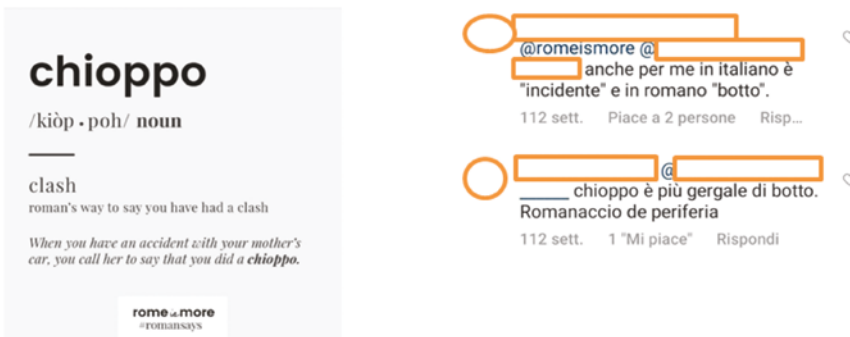 chioppo
/kiòp.poh/ noun
clash
roman's way to say you have had a clash
When you have an accident with your mother's
car, you call her to say that you did a chioppo.
rome is more
#romansays
@romeismore @
anche per me in italiano è
"incidente" e in romano "botto".
112 sett. Piace a 2 persone Risp...
@
chioppo è più gergale di botto.
Romanaccio de periferia
112 sett. 1 "Mi piace" Rispondi